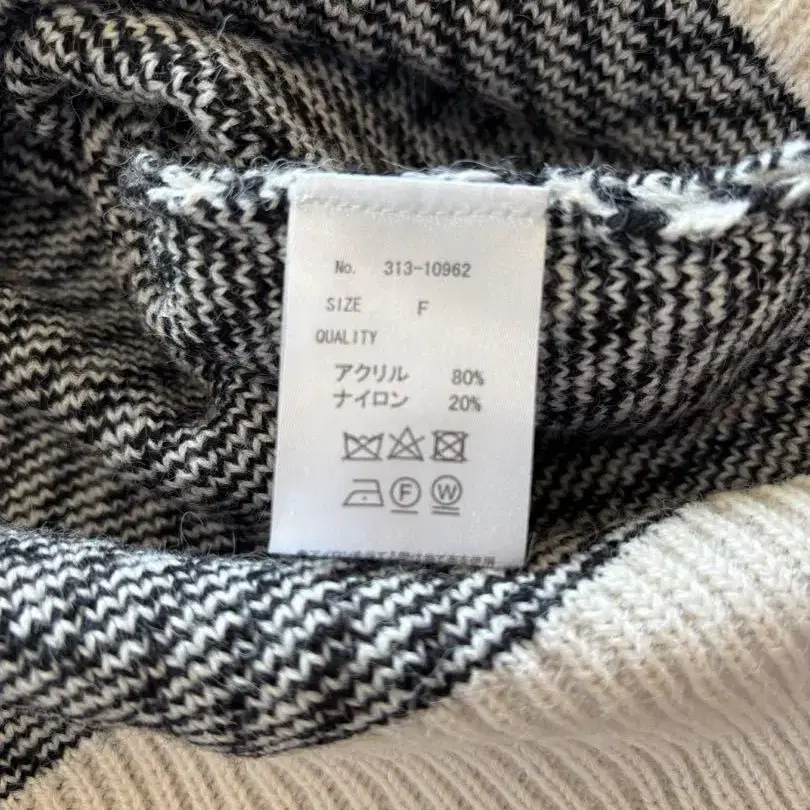 No. 313-10962
SIZE F
QUALITY
アクリル 80%
ナイロン 20%
F W